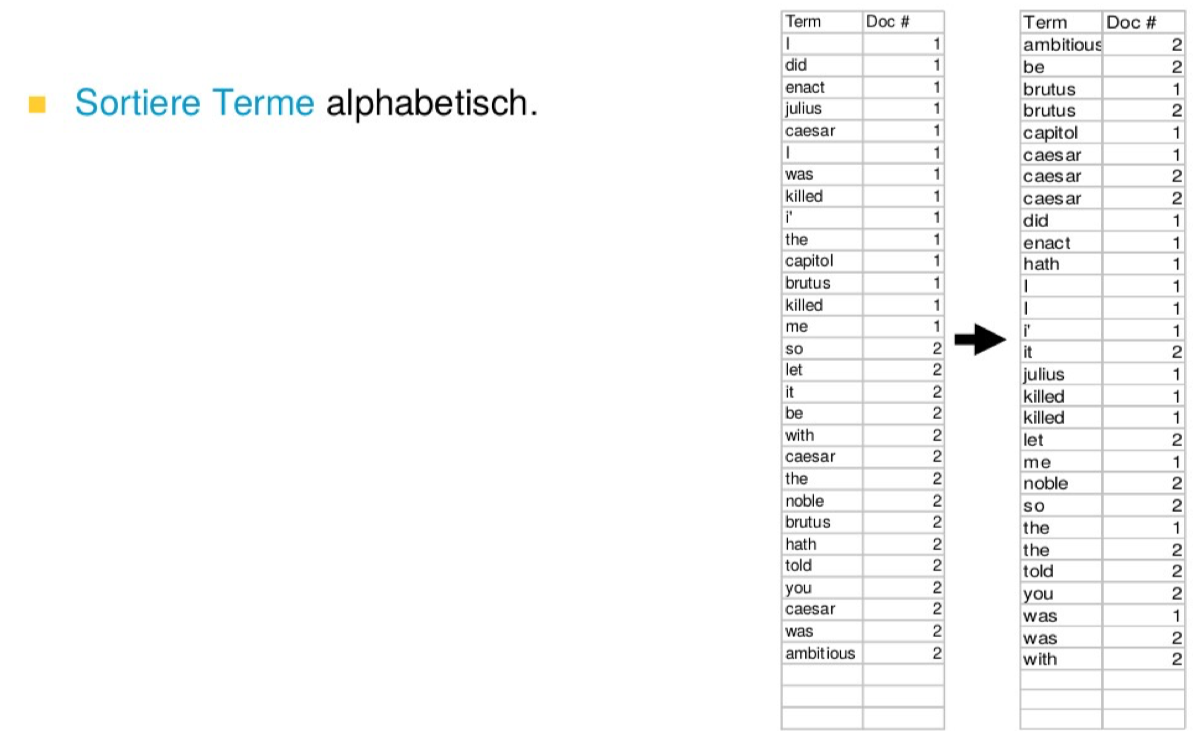 Sortiere Terme alphabetisch.
Term Doc #
I 1
did 1
enact 1
julius 1
caesar 1
I 1
was 1
killed 1
i' 1
the 1
capitol 1
brutus 1
killed 1
me 1
so 2
let 2
it 2
be 2
with 2
caesar 2
the 2
noble 2
brutus 2
hath 2
told 2
you 2
caesar 2
was 2
ambitious 2
Term Doc #
ambitious 2
be 2
brutus 1
brutus 2
capitol 1
caesar 1
caesar 2
caesar 2
did 1
enact 1
hath 1
I 1
I 1
i' 1
it 2
julius 1
killed 1
killed 1
let 2
me 1
noble 2
so 2
the 1
the 2
told 2
you 2
was 1
was 2
with 2